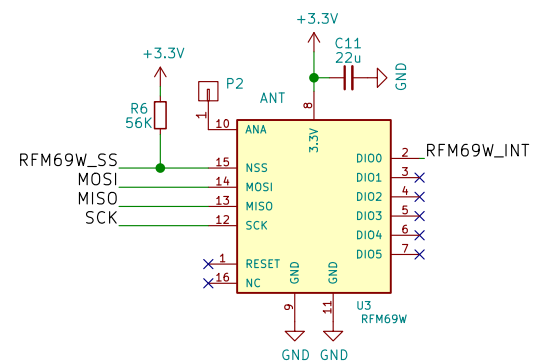 +3.3V
C11
22u
GND
+3.3V
P2
1
ANT
R6
56K
8
3.3V
10 ANA
RFM69W_SS 15 NSS
MOSI 14 MOSI
MISO 13 MISO
SCK 12 SCK
1 RESET
16 NC
DIO0 2 RFM69W_INT
DIO1 3
DIO2 4
DIO3 5
DIO4 6
DIO5 7
GND GND
9 11
U3
RFM69W
GND GND